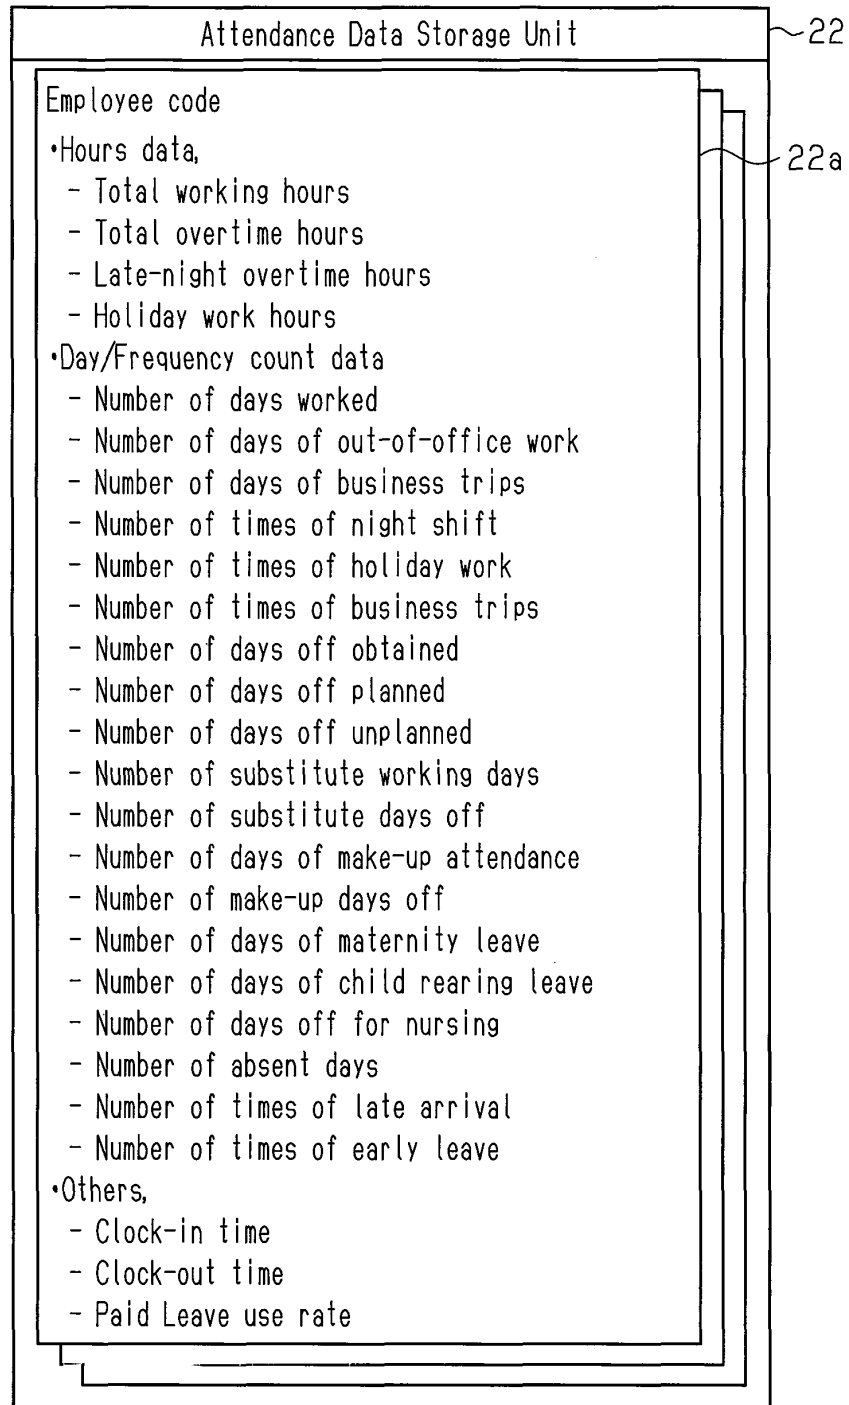 Attendance Data Storage Unit
22
Employee code
22a
•Hours data,
- Total working hours
- Total overtime hours
- Late-night overtime hours
- Holiday work hours
•Day/Frequency count data
- Number of days worked
- Number of days of out-of-office work
- Number of days of business trips
- Number of times of night shift
- Number of times of holiday work
- Number of times of business trips
- Number of days off obtained
- Number of days off planned
- Number of days off unplanned
- Number of substitute working days
- Number of substitute days off
- Number of days of make-up attendance
- Number of make-up days off
- Number of days of maternity leave
- Number of days of child rearing leave
- Number of days off for nursing
- Number of absent days
- Number of times of late arrival
- Number of times of early leave
•Others,
- Clock-in time
- Clock-out time
- Paid Leave use rate